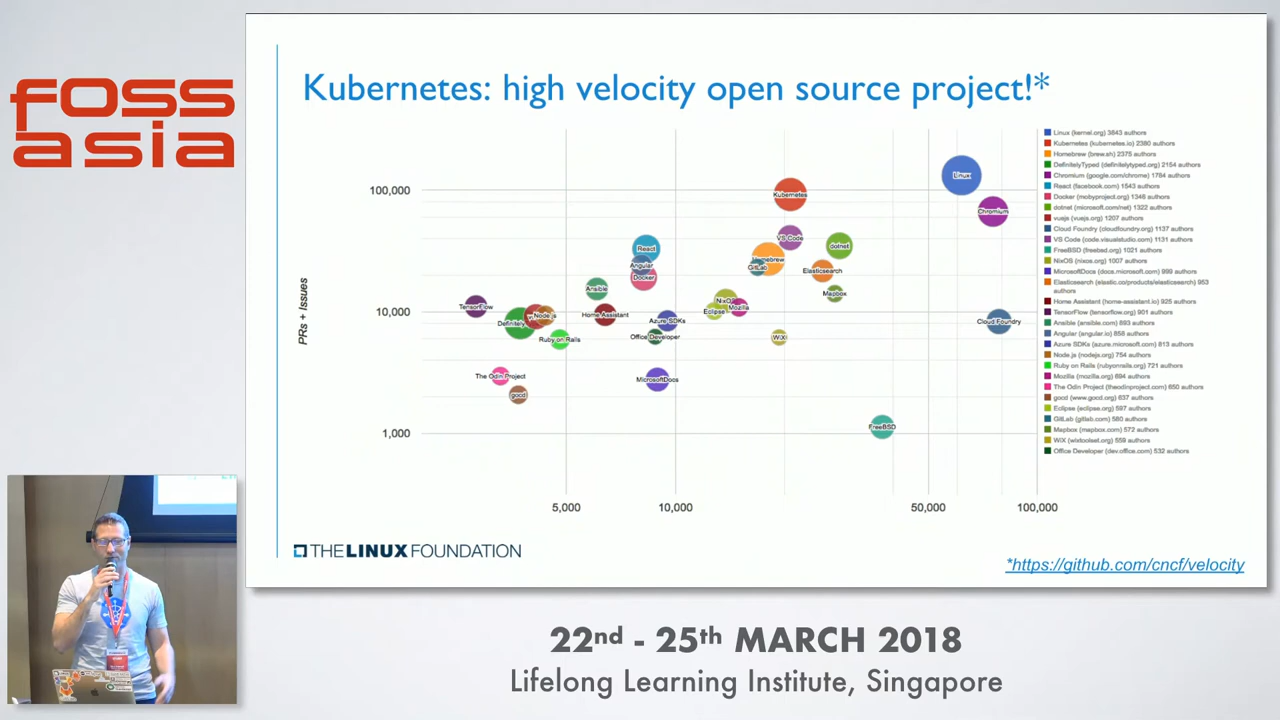 foss
asia
Kubernetes: high velocity open source project!*
PRs + Issues
100,000
10,000
1,000
5,000
10,000
50,000
100,000
Linux
Kubernetes
Chromium
VS Code
React
dotnet
Angular
GitLab
Docker
Elasticsearch
Ansible
Mapbox
TensorFlow
NixOS
Mozilla
Eclipse
Definitely
Node.js
Home Assistant
Azure SDKs
Cloud Foundry
Ruby on Rails
Office Developer
WiX
The Odin Project
MicrosoftDocs
gocd
FreeBSD
Linux (kernel.org) 3843 authors
Kubernetes (kubernetes.io) 2380 authors
Homebrew (brew.sh) 2375 authors
DefinitelyTyped (definitelytyped.org) 2154 authors
Chromium (google.com/chrome) 1784 authors
React (facebook.com) 1543 authors
Docker (mobyproject.org) 1348 authors
dotnet (microsoft.com/net) 1322 authors
vuejs (vuejs.org) 1207 authors
Cloud Foundry (cloudfoundry.org) 1137 authors
VS Code (code.visualstudio.com) 1131 authors
FreeBSD (freebsd.org) 1021 authors
NixOS (nixos.org) 1007 authors
MicrosoftDocs (docs.microsoft.com) 999 authors
Elasticsearch (elastic.co/products/elasticsearch) 953
authors
Home Assistant (home-assistant.io) 925 authors
TensorFlow (tensorflow.org) 901 authors
Ansible (ansible.com) 893 authors
Angular (angular.io) 858 authors
Azure SDKs (azure.microsoft.com) 813 authors
Node.js (nodejs.org) 754 authors
Ruby on Rails (rubyonrails.org) 721 authors
Mozilla (mozilla.org) 694 authors
The Odin Project (theodinproject.com) 650 authors
gocd (www.gocd.org) 637 authors
Eclipse (eclipse.org) 597 authors
GitLab (gitlab.com) 580 authors
Mapbox (mapbox.com) 572 authors
WiX (wixtoolset.org) 559 authors
Office Developer (dev.office.com) 532 authors
THE LINUX FOUNDATION
*https://github.com/cncf/velocity
22nd - 25th MARCH 2018
Lifelong Learning Institute, Singapore